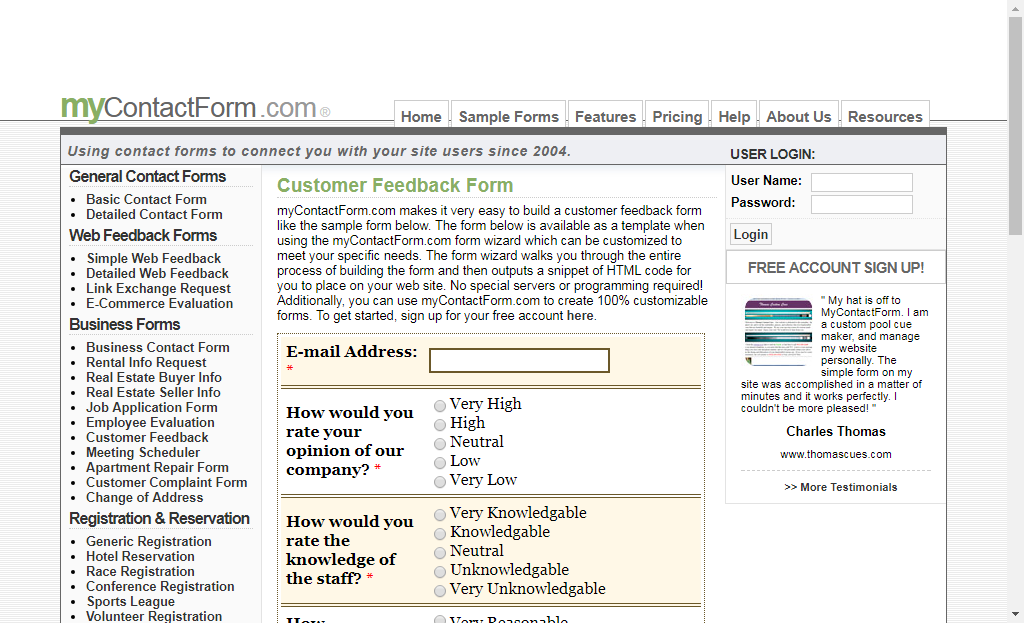 myContactForm.com®
Home
Sample Forms
Features
Pricing
Help
About Us
Resources
Using contact forms to connect you with your site users since 2004.
USER LOGIN:
General Contact Forms
Basic Contact Form
Detailed Contact Form
Web Feedback Forms
Simple Web Feedback
Detailed Web Feedback
Link Exchange Request
E-Commerce Evaluation
Business Forms
Business Contact Form
Rental Info Request
Real Estate Buyer Info
Real Estate Seller Info
Job Application Form
Employee Evaluation
Customer Feedback
Meeting Scheduler
Apartment Repair Form
Customer Complaint Form
Change of Address
Registration & Reservation
Generic Registration
Hotel Reservation
Race Registration
Conference Registration
Sports League
Volunteer Registration
Customer Feedback Form
myContactForm.com makes it very easy to build a customer feedback form
like the sample form below. The form below is available as a template when
using the myContactForm.com form wizard which can be customized to
meet your specific needs. The form wizard walks you through the entire
process of building the form and then outputs a snippet of HTML code for
you to place on your web site. No special servers or programming required!
Additionally, you can use myContactForm.com to create 100% customizable
forms. To get started, sign up for your free account here.
E-mail Address:
*
How would you
rate your
opinion of our
company? *
Very High
High
Neutral
Low
Very Low
How would you
rate the
knowledge of
the staff? *
Very Knowledgable
Knowledgable
Neutral
Unknowledgable
Very Unknowledgable
How
Very Reasonable
User Name:
Password:
Login
FREE ACCOUNT SIGN UP!
" My hat is off to
MyContactForm. I am
a custom pool cue
maker, and manage
my website
personally. The
simple form on my
site was accomplished in a matter of
minutes and it works perfectly. I
couldn't be more pleased! "
Charles Thomas
www.thomascues.com
>> More Testimonials